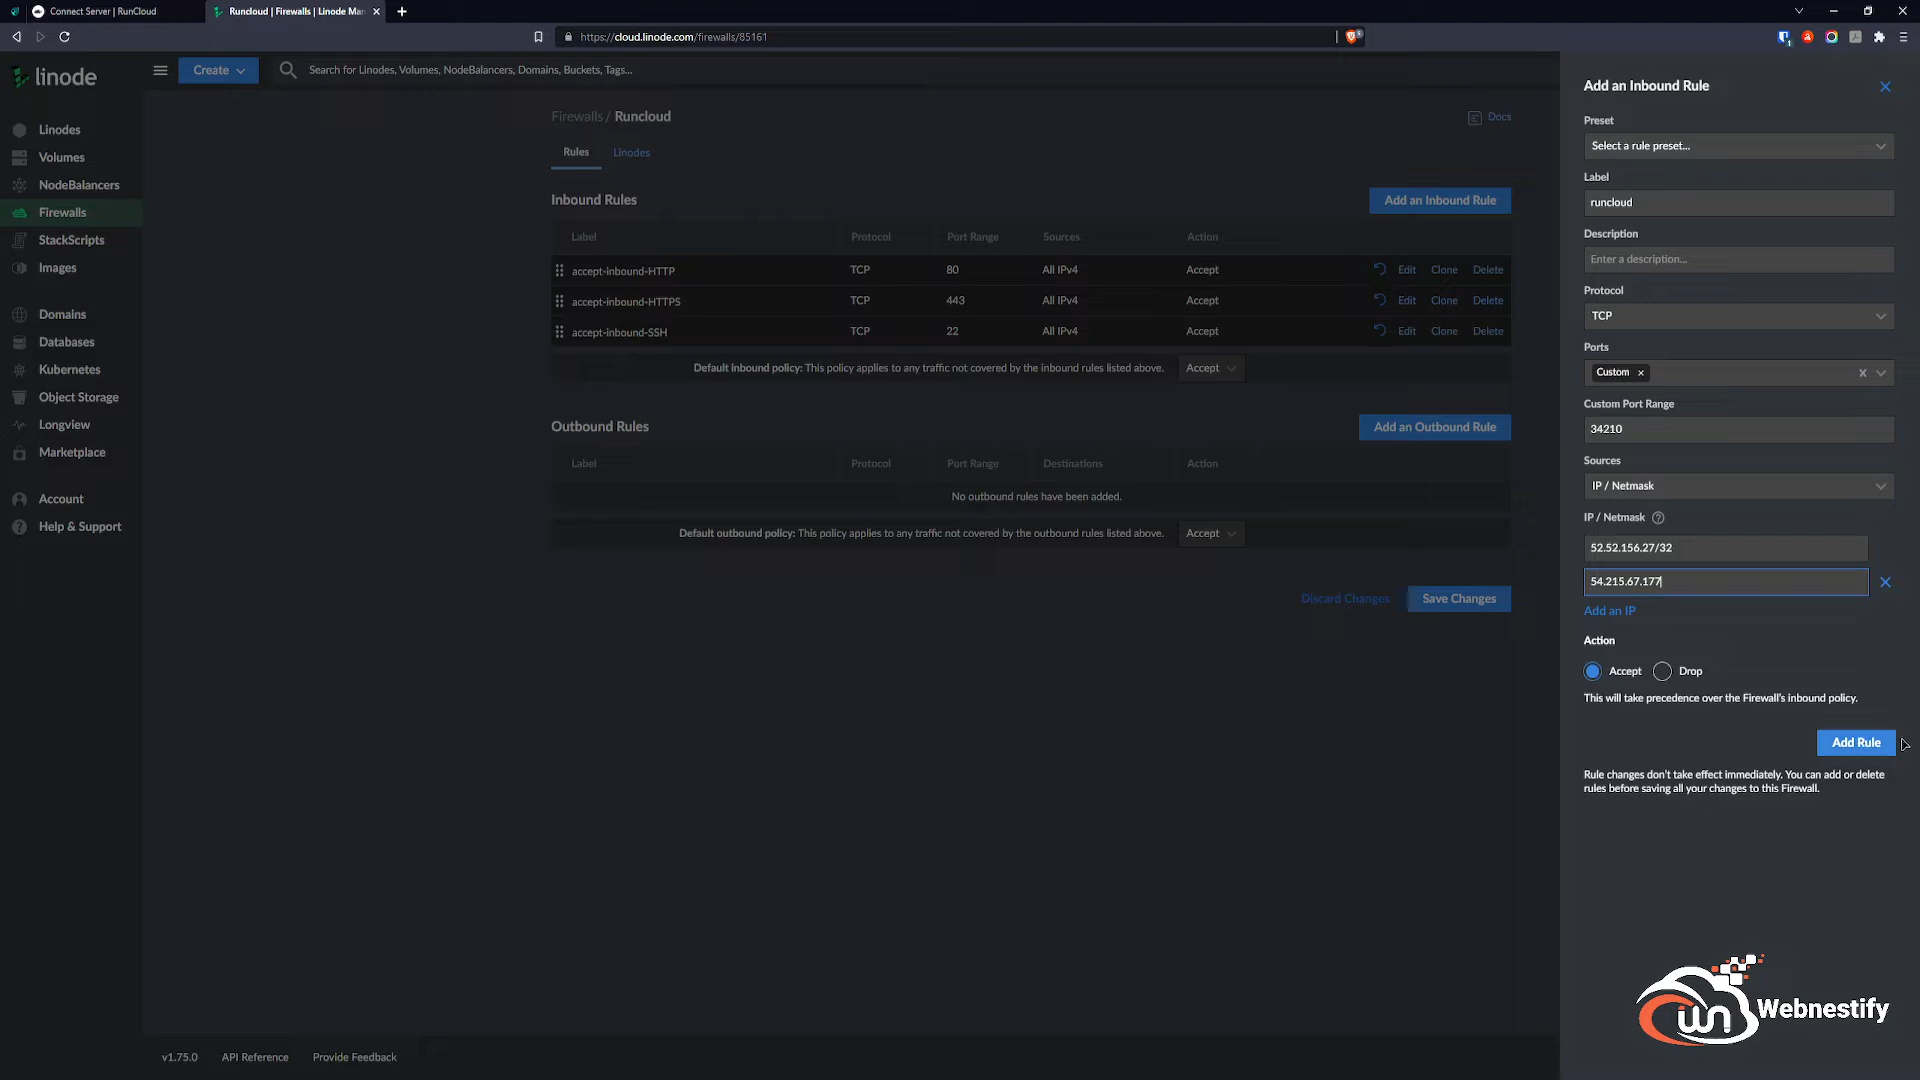 Connect Server | RunCloud
Runcloud | Firewalls | Linode Man
https://cloud.linode.com/firewalls/85161
linode
Create
Search for Linodes, Volumes, NodeBalancers, Domains, Buckets, Tags...
Linodes
Volumes
NodeBalancers
Firewalls
StackScripts
Images
Domains
Databases
Kubernetes
Object Storage
Longview
Marketplace
Account
Help & Support
Firewalls / Runcloud
Docs
Rules
Linodes
Inbound Rules
Add an Inbound Rule
Label Protocol Port Range Sources Action
accept-inbound-HTTP TCP 80 All IPv4 Accept Edit Clone Delete
accept-inbound-HTTPS TCP 443 All IPv4 Accept Edit Clone Delete
accept-inbound-SSH TCP 22 All IPv4 Accept Edit Clone Delete
Default inbound policy: This policy applies to any traffic not covered by the inbound rules listed above. Accept
Outbound Rules
Add an Outbound Rule
Label Protocol Port Range Destinations Action
No outbound rules have been added.
Default outbound policy: This policy applies to any traffic not covered by the outbound rules listed above. Accept
Discard Changes
Save Changes
v1.75.0 API Reference Provide Feedback
Add an Inbound Rule
Preset
Select a rule preset...
Label
runcloud
Description
Enter a description...
Protocol
TCP
Ports
Custom
Custom Port Range
34210
Sources
IP / Netmask
IP / Netmask
52.52.156.27/32
54.215.67.177
Add an IP
Action
Accept Drop
This will take precedence over the Firewall's inbound policy.
Add Rule
Rule changes don't take effect immediately. You can add or delete
rules before saving all your changes to this Firewall.
Webnestify